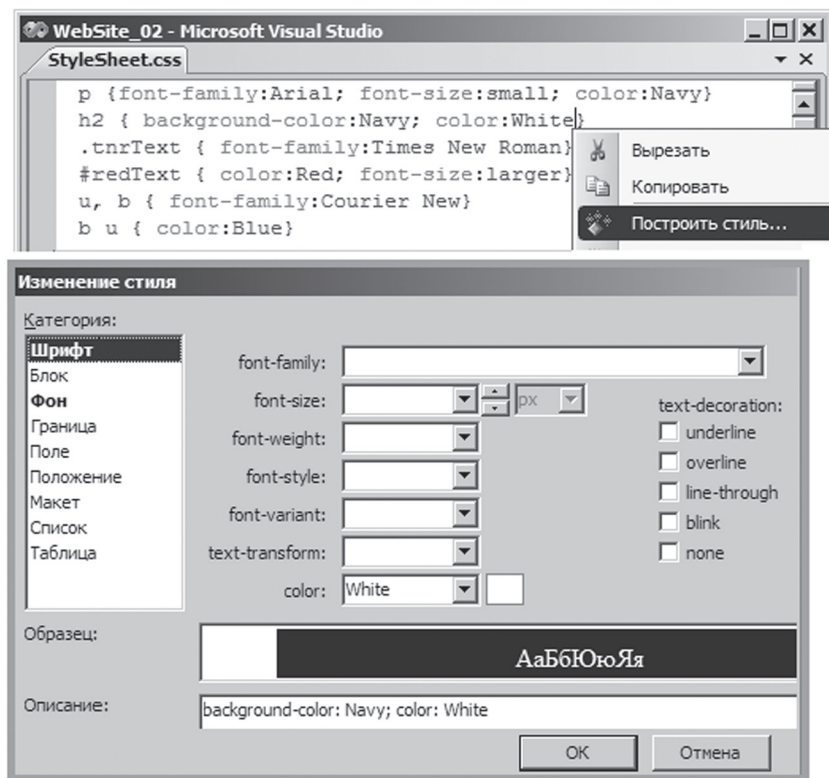 WebSite_02 - Microsoft Visual Studio
StyleSheet.css
p {font-family:Arial; font-size:small; color:Navy}
h2 { background-color:Navy; color:White}
.tnrText { font-family:Times New Roman}
#redText { color:Red; font-size:larger}
u, b { font-family:Courier New}
b u { color:Blue}
Вырезать
Копировать
Построить стиль...
Изменение стиля
Категория:
Шрифт
Блок
Фон
Граница
Поле
Положение
Макет
Список
Таблица
font-family:
font-size:
px
font-weight:
font-style:
font-variant:
text-transform:
color:
White
text-decoration:
underline
overline
line-through
blink
none
Образец:
АаБбЮюЯя
Описание:
background-color: Navy; color: White
OK
Отмена